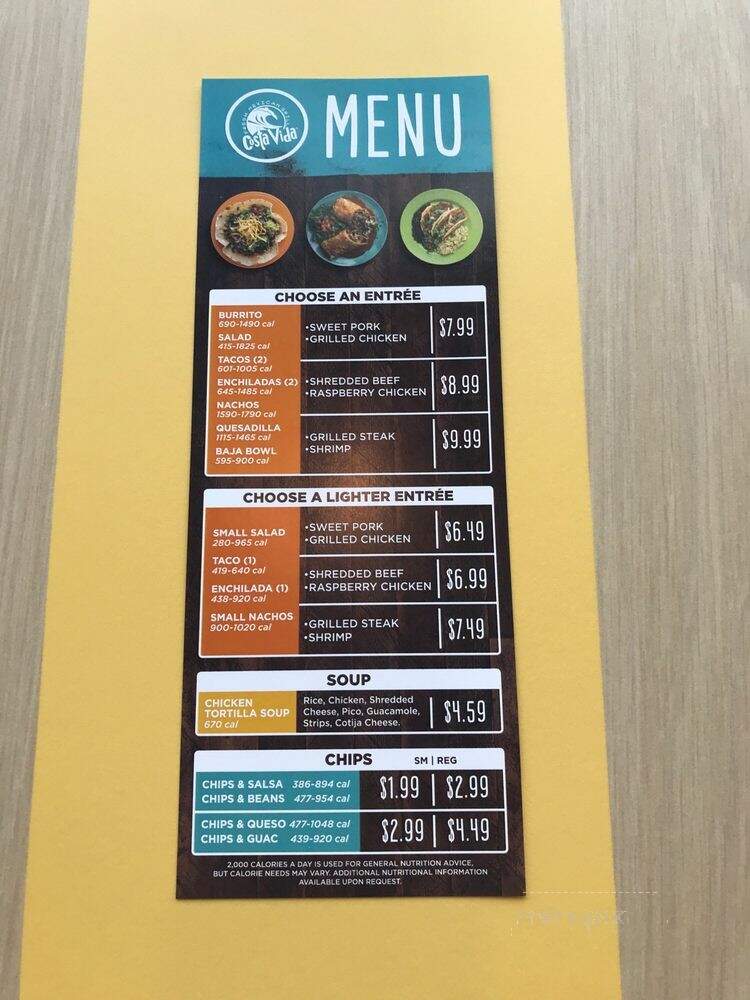 FRESH MEXICAN GRILL
Costa Vida
MENU
CHOOSE AN ENTRÉE
BURRITO
690-1490 cal
SALAD
415-1825 cal
TACOS (2)
601-1005 cal
ENCHILADAS (2)
645-1485 cal
NACHOS
1590-1790 cal
QUESADILLA
1115-1465 cal
BAJA BOWL
595-900 cal
•SWEET PORK
•GRILLED CHICKEN
$7.99
•SHREDDED BEEF
•RASPBERRY CHICKEN
$8.99
•GRILLED STEAK
•SHRIMP
$9.99
CHOOSE A LIGHTER ENTRÉE
SMALL SALAD
280-965 cal
TACO (1)
419-640 cal
ENCHILADA (1)
438-920 cal
SMALL NACHOS
900-1020 cal
•SWEET PORK
•GRILLED CHICKEN
$6.49
•SHREDDED BEEF
•RASPBERRY CHICKEN
$6.99
•GRILLED STEAK
•SHRIMP
$7.49
SOUP
CHICKEN
TORTILLA SOUP
670 cal
Rice, Chicken, Shredded
Cheese, Pico, Guacamole,
Strips, Cotija Cheese.
$4.59
CHIPS SM | REG
CHIPS & SALSA 386-894 cal
CHIPS & BEANS 477-954 cal
$1.99 | $2.99
CHIPS & QUESO 477-1048 cal
CHIPS & GUAC 439-920 cal
$2.99 | $4.49
2,000 CALORIES A DAY IS USED FOR GENERAL NUTRITION ADVICE,
BUT CALORIE NEEDS MAY VARY. ADDITIONAL NUTRITIONAL INFORMATION
AVAILABLE UPON REQUEST.